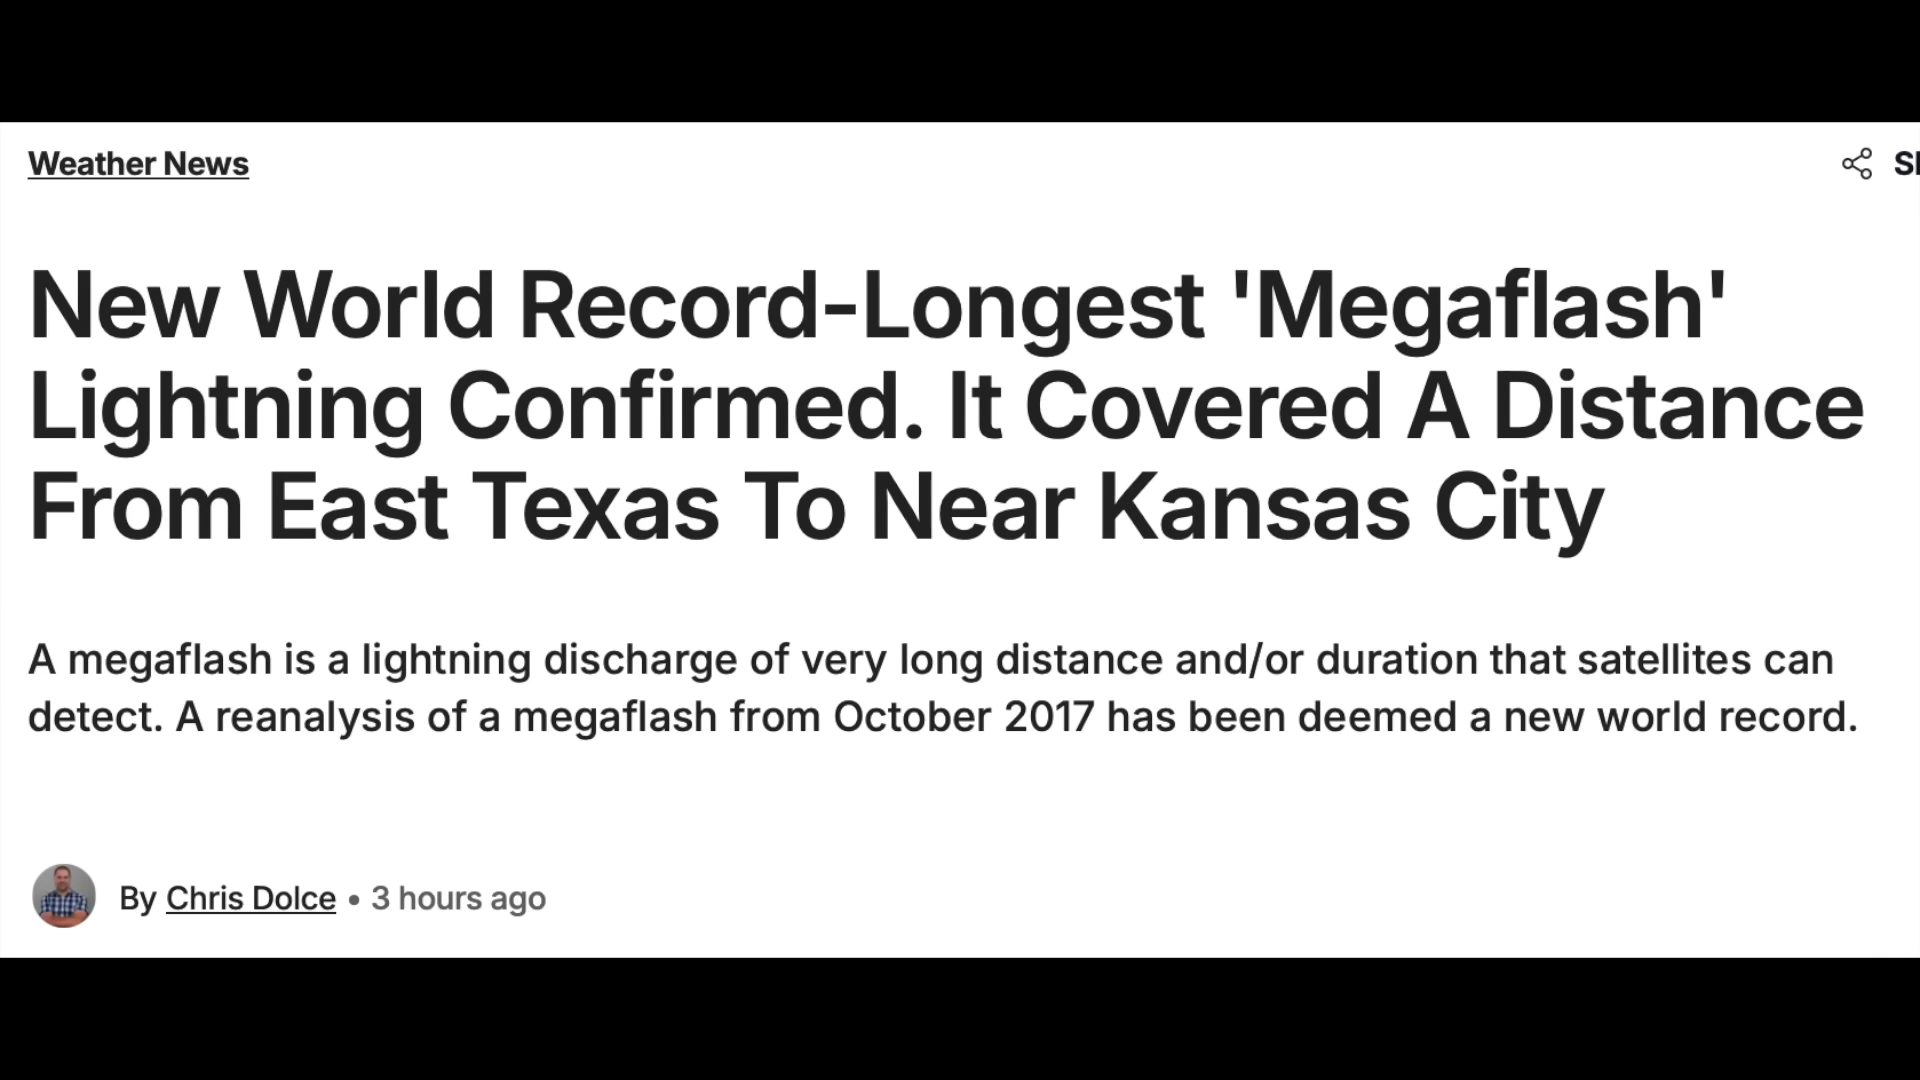 Weather News
New World Record-Longest 'Megaflash'
Lightning Confirmed. It Covered A Distance
From East Texas To Near Kansas City
A megaflash is a lightning discharge of very long distance and/or duration that satellites can
detect. A reanalysis of a megaflash from October 2017 has been deemed a new world record.
By Chris Dolce • 3 hours ago